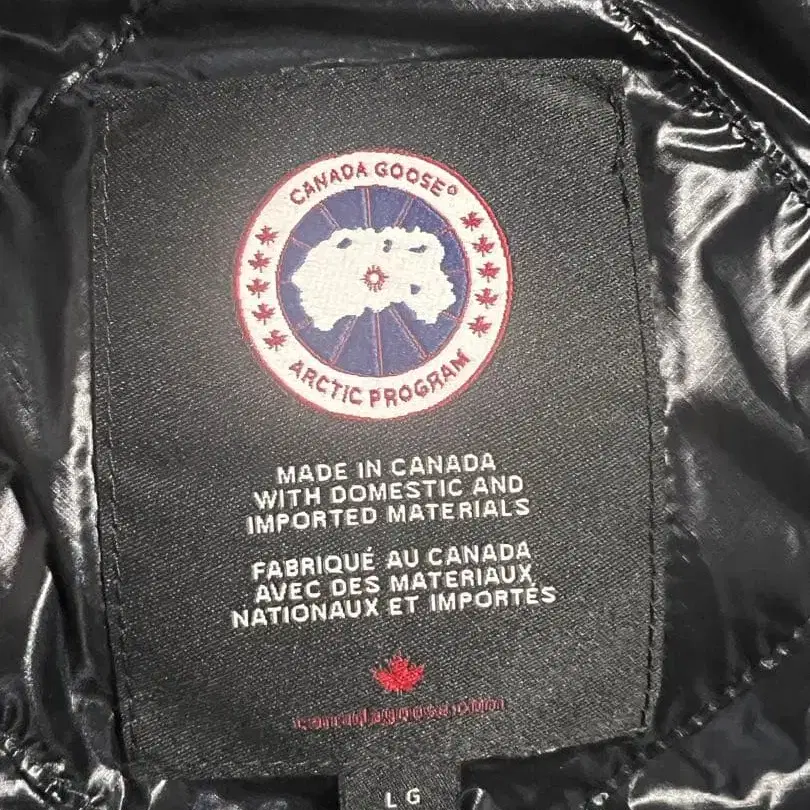 CANADA GOOSE®
ARCTIC PROGRAM
MADE IN CANADA
WITH DOMESTIC AND
IMPORTED MATERIALS
FABRIQUÉ AU CANADA
AVEC DES MATERIAUX
NATIONAUX ET IMPORTÉS
LG